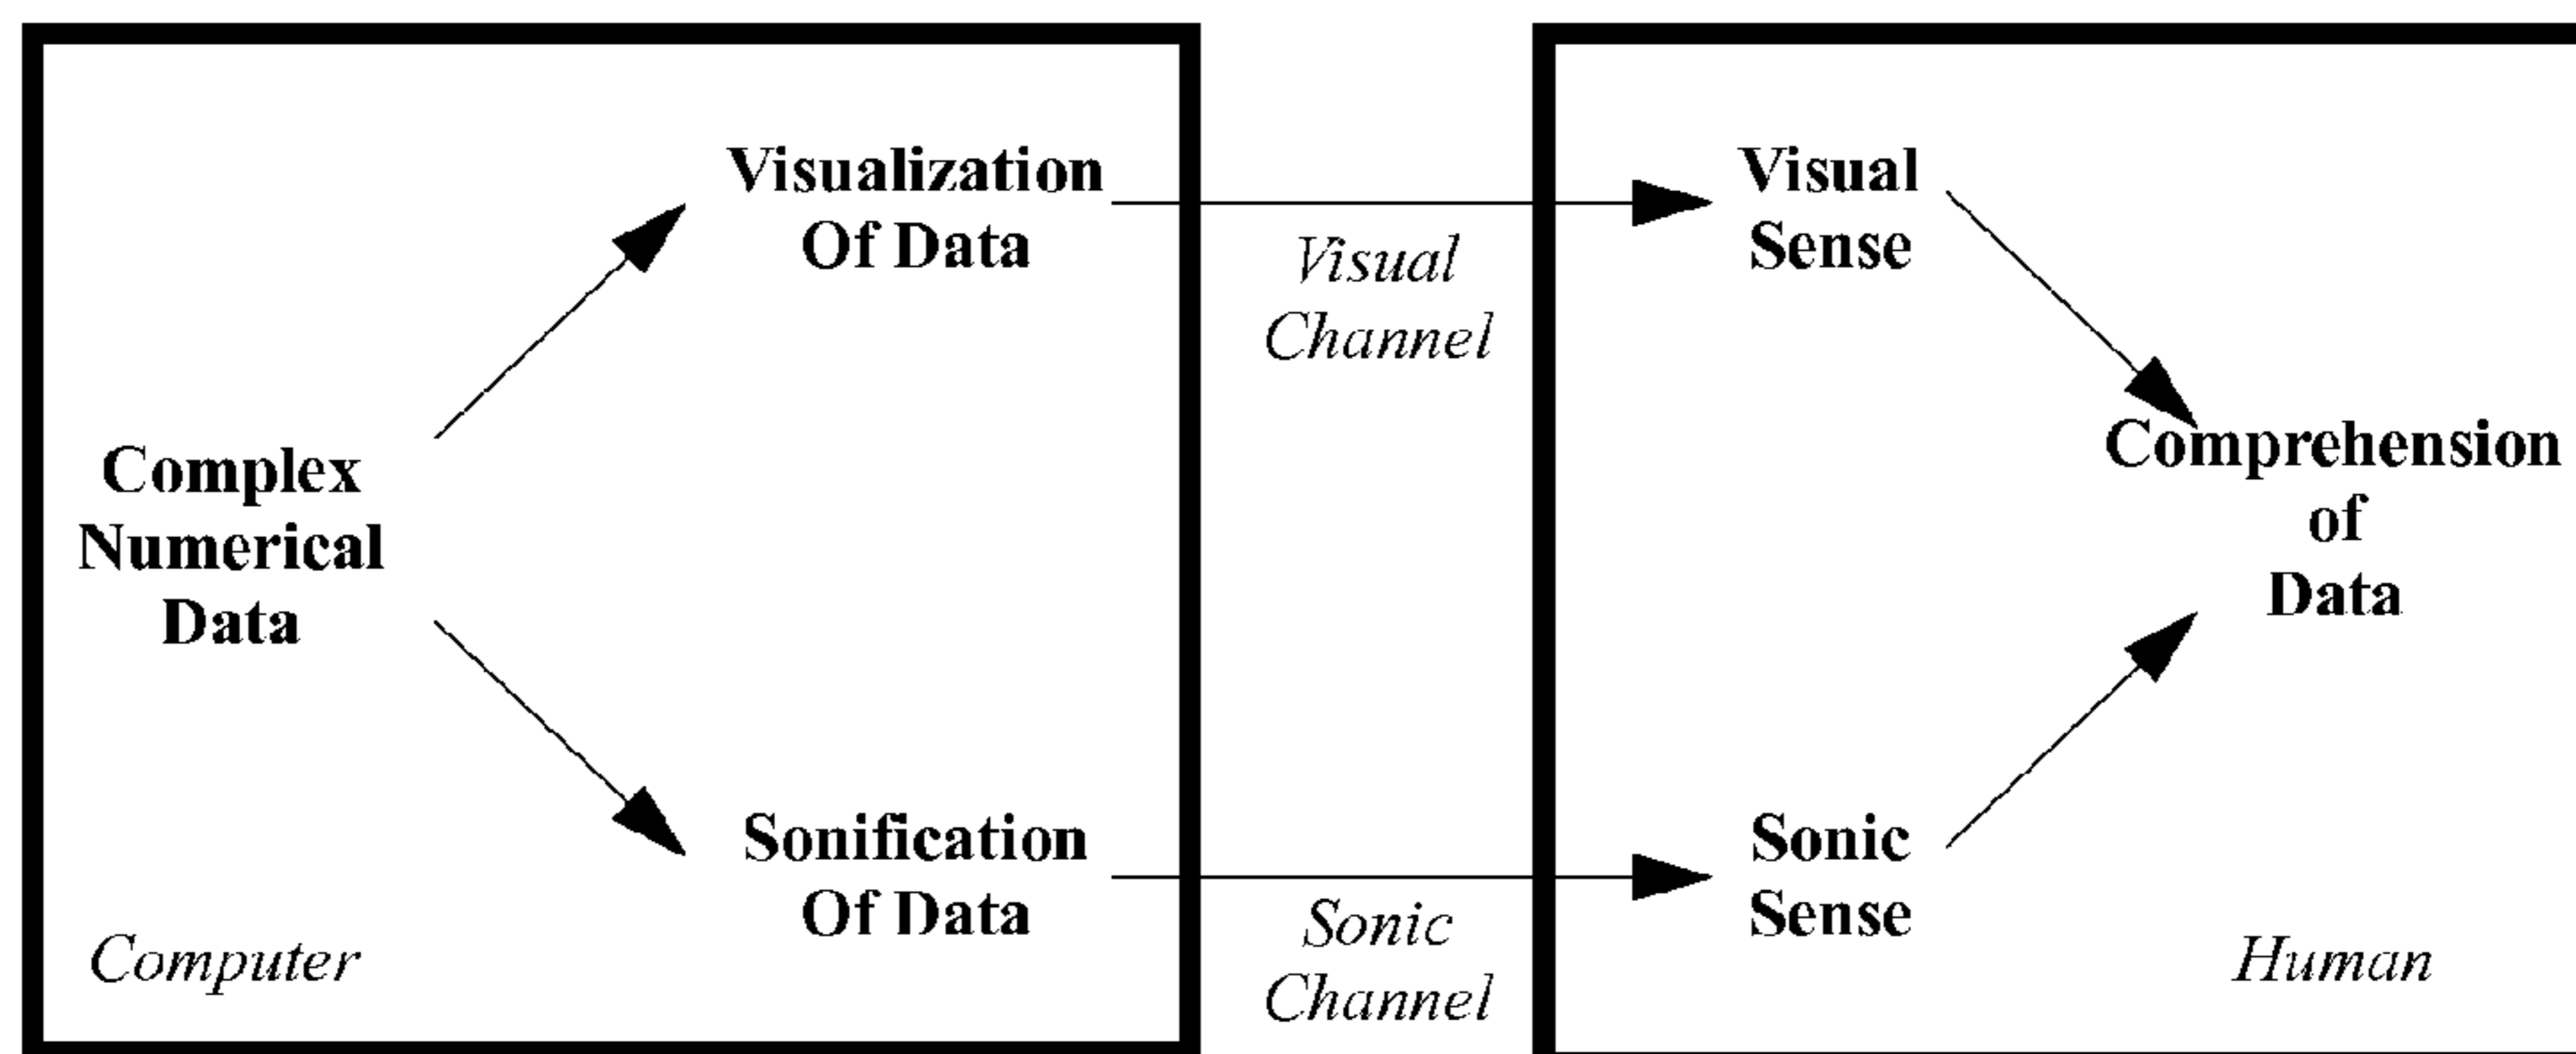 Complex
Numerical
Data
Visualization
Of Data
Sonification
Of Data
Computer
Visual
Channel
Sonic
Channel
Visual
Sense
Sonic
Sense
Comprehension
of
Data
Human